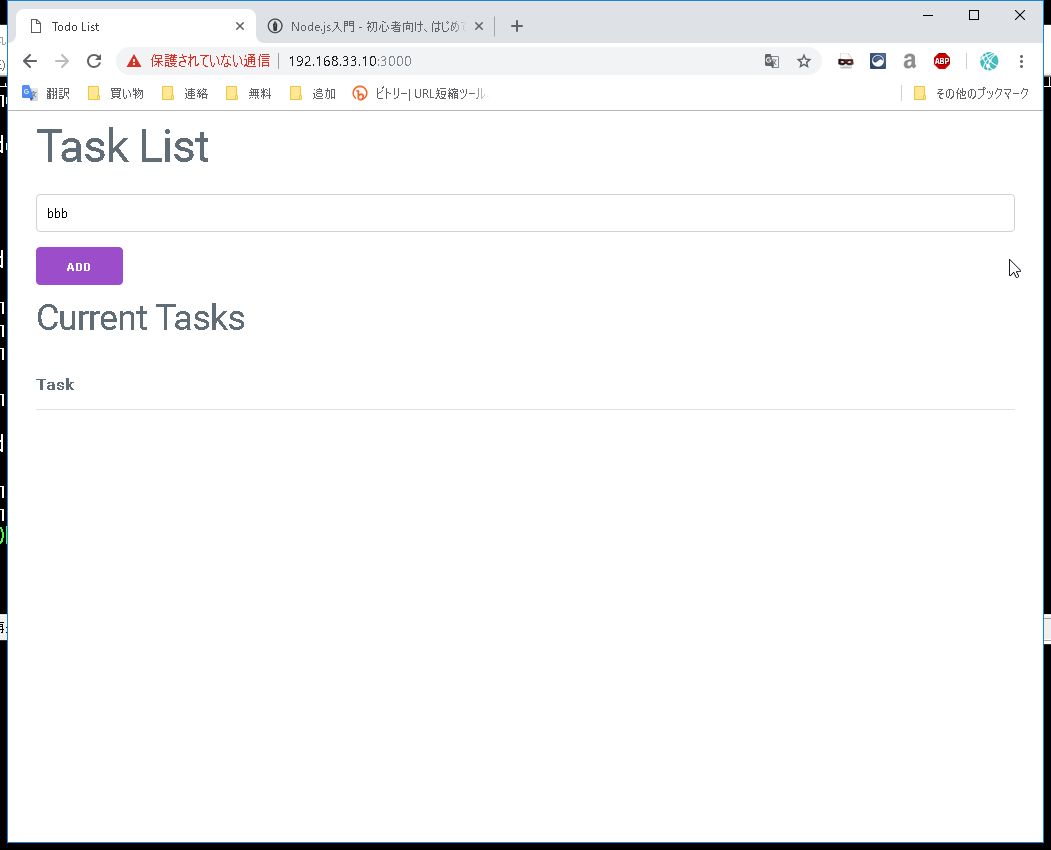 Todo List
Node.js入門 - 初心者向け、はじめて
保護されていない通信 192.168.33.10:3000
ABP
翻訳 買い物 連絡 無料 追加 ビトリー| URL短縮ツール その他のブックマーク
Task List
bbb
ADD
Current Tasks
Task